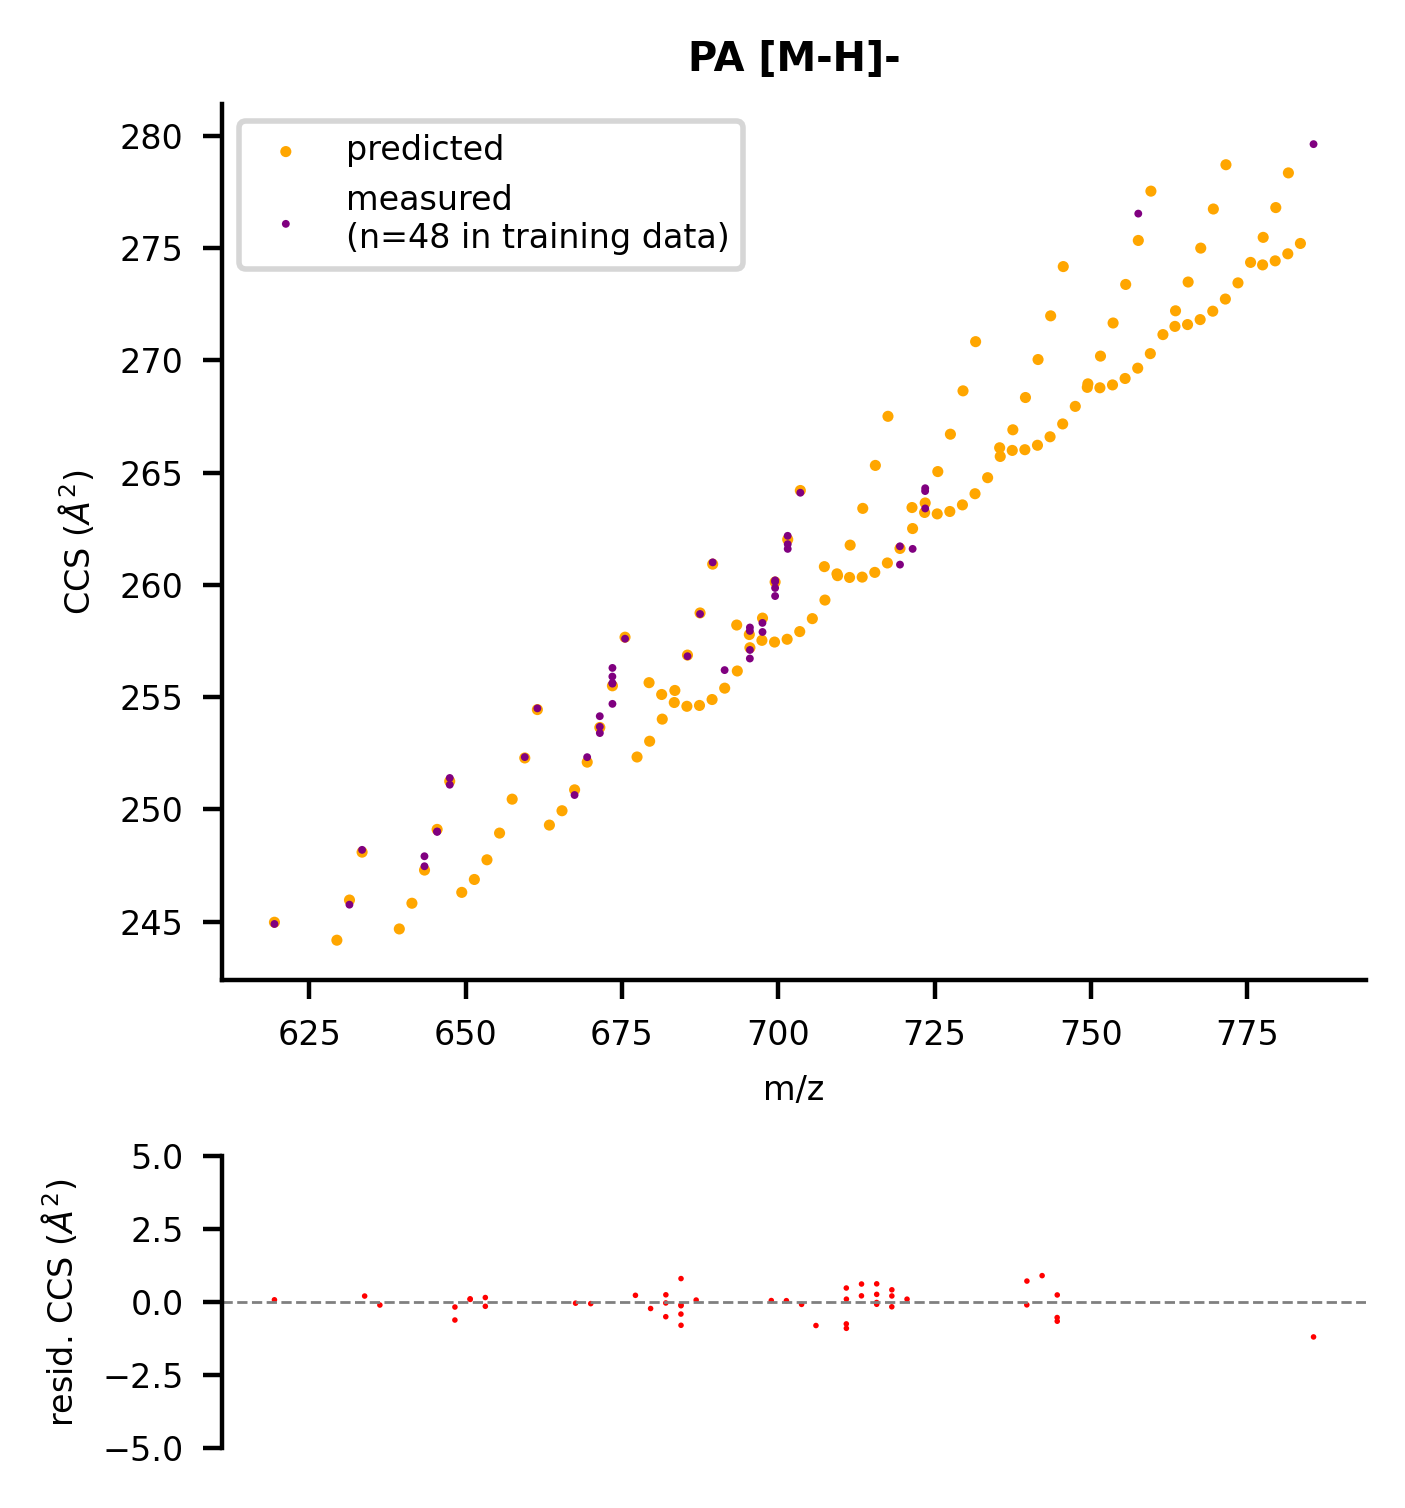 PA [M-H]-
predicted
measured
(n=48 in training data)
280
275
270
265
260
255
250
245
CCS (Å²)
625 650 675 700 725 750 775
m/z
5.0
2.5
0.0
−2.5
−5.0
resid. CCS (Å²)